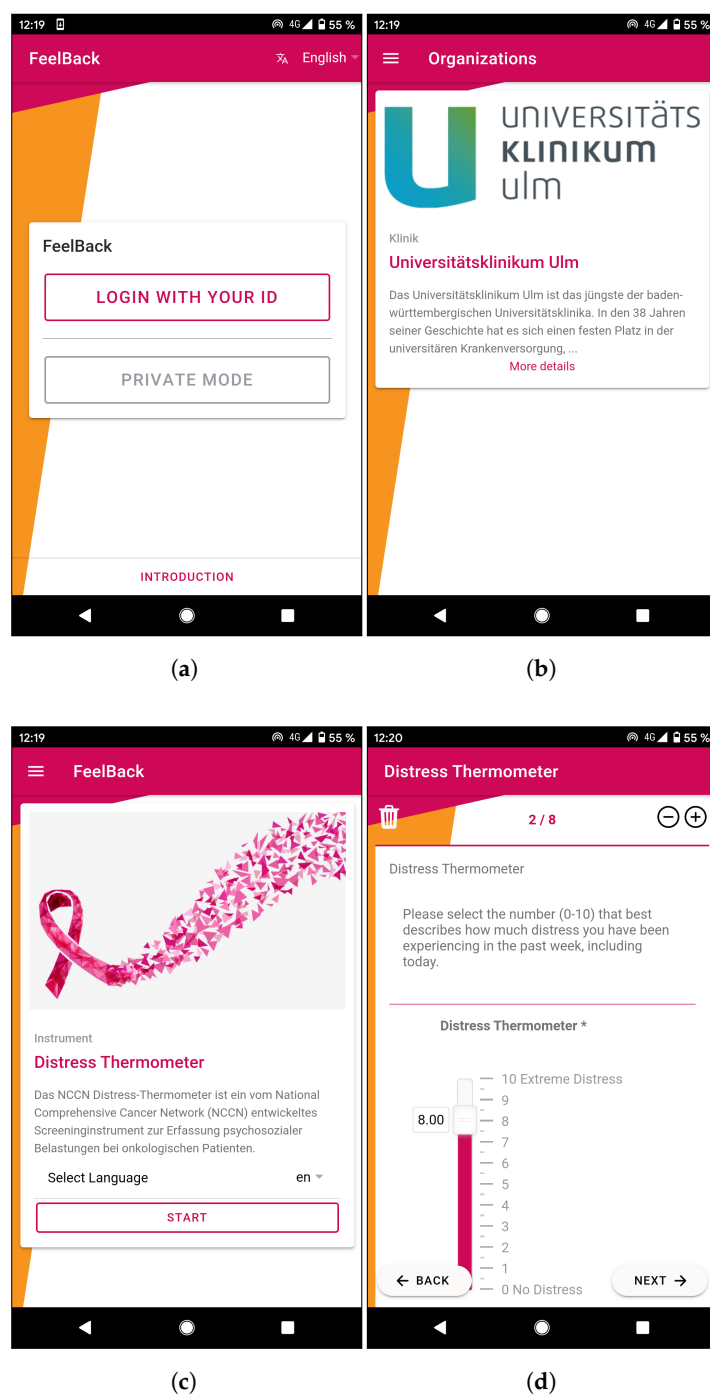 12:19 4G 55 %
FeelBack English
FeelBack
LOGIN WITH YOUR ID
PRIVATE MODE
INTRODUCTION
(a)
12:19 4G 55 %
Organizations
UNIVERSITÄTS
KLINIKUM
ulm
Klinik
Universitätsklinikum Ulm
Das Universitätsklinikum Ulm ist das jüngste der baden-
württembergischen Universitätsklinika. In den 38 Jahren
seiner Geschichte hat es sich einen festen Platz in der
universitären Krankenversorgung, ...
More details
(b)
12:19 4G 55 %
FeelBack
Instrument
Distress Thermometer
Das NCCN Distress-Thermometer ist ein vom National
Comprehensive Cancer Network (NCCN) entwickeltes
Screeninginstrument zur Erfassung psychosozialer
Belastungen bei onkologischen Patienten.
Select Language en
START
(c)
12:20 4G 55 %
Distress Thermometer
2 / 8
Distress Thermometer
Please select the number (0-10) that best
describes how much distress you have been
experiencing in the past week, including
today.
Distress Thermometer *
10 Extreme Distress
9
8.00 8
7
6
5
4
3
2
1
0 No Distress
← BACK NEXT →
(d)